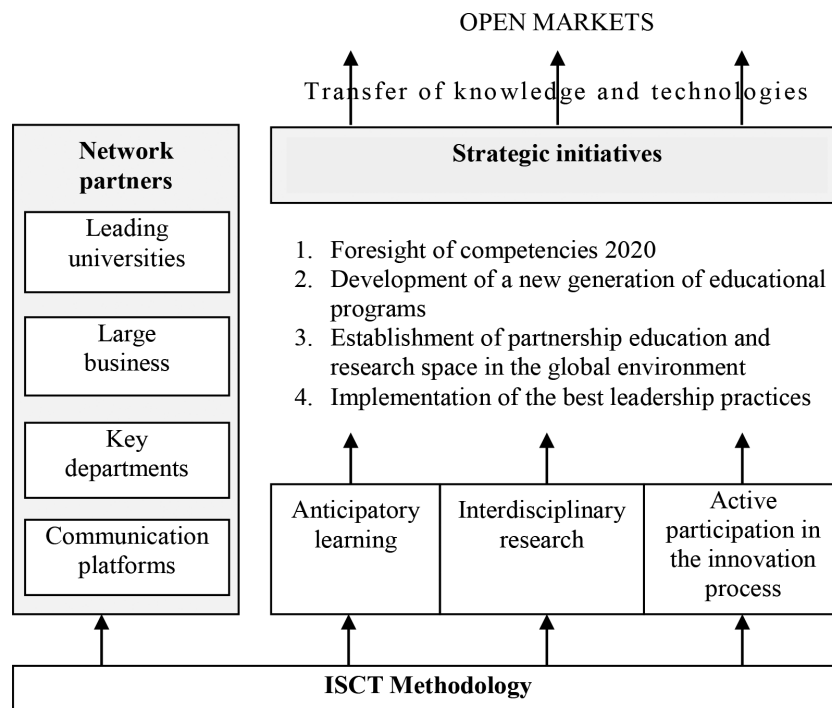 OPEN MARKETS
Transfer of knowledge and technologies
Network
partners
Leading
universities
Large
business
Key
departments
Communication
platforms
Strategic initiatives
1. Foresight of competencies 2020
2. Development of a new generation of educational
programs
3. Establishment of partnership education and
research space in the global environment
4. Implementation of the best leadership practices
Anticipatory
learning
Interdisciplinary
research
Active
participation in
the innovation
process
ISCT Methodology